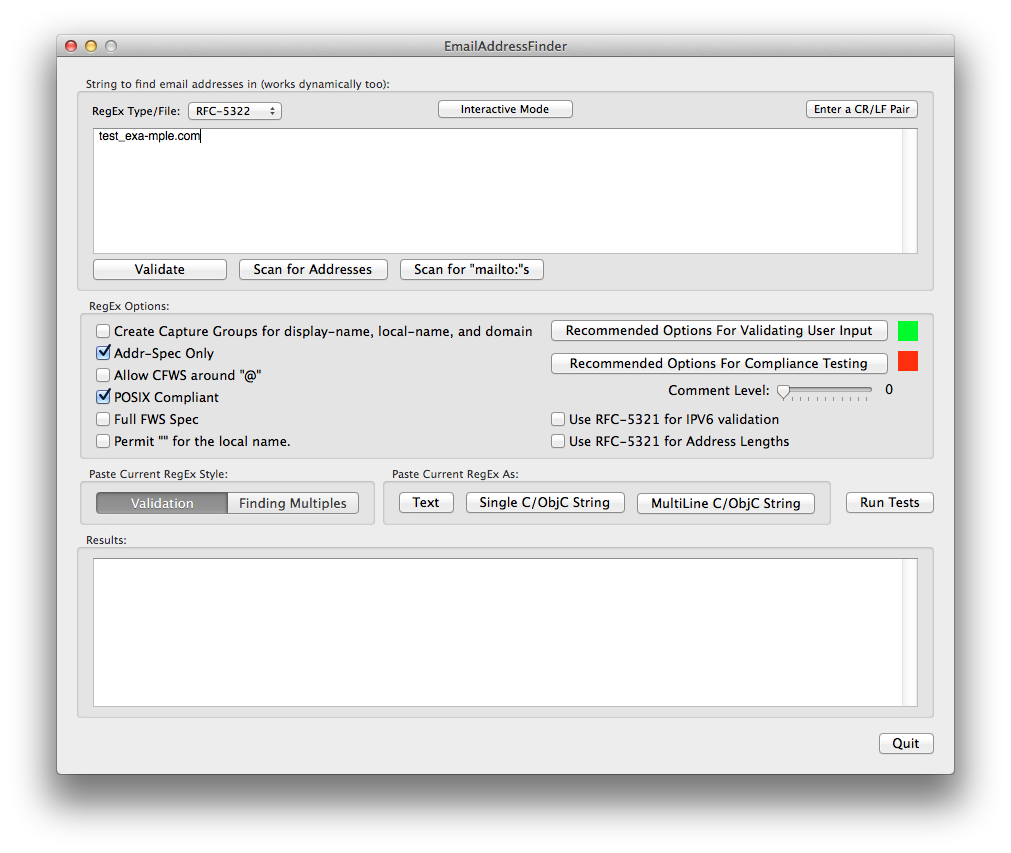 EmailAddressFinder
String to find email addresses in (works dynamically too):
RegEx Type/File: RFC-5322 Interactive Mode Enter a CR/LF Pair
test_exa-mple.com
Validate Scan for Addresses Scan for "mailto:"s
RegEx Options:
Create Capture Groups for display-name, local-name, and domain
Addr-Spec Only
Allow CFWS around "@"
POSIX Compliant
Full FWS Spec
Permit "" for the local name.
Recommended Options For Validating User Input
Recommended Options For Compliance Testing
Comment Level: 0
Use RFC-5321 for IPV6 validation
Use RFC-5321 for Address Lengths
Paste Current RegEx Style:
Validation Finding Multiples
Paste Current RegEx As:
Text Single C/ObjC String MultiLine C/ObjC String
Run Tests
Results:
Quit